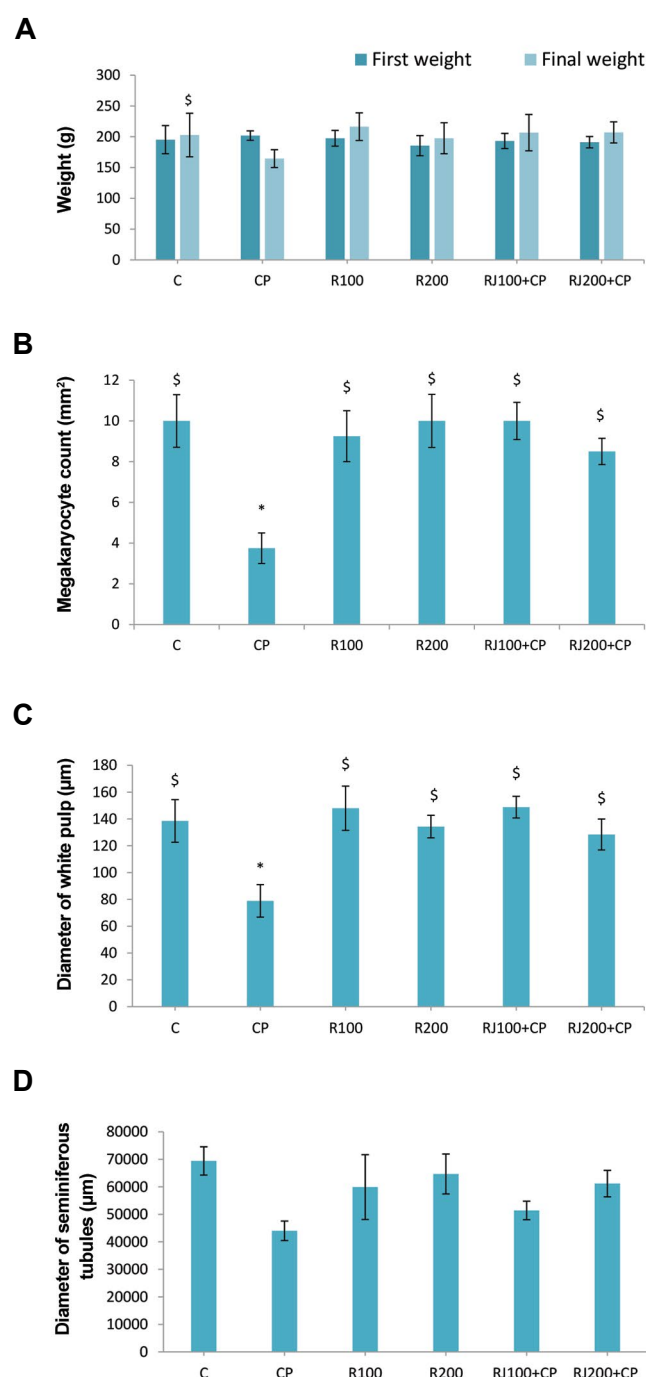 A
First weight Final weight
300
250
200
150
100
50
0
Weight (g)
$
C CP R100 R200 RJ100+CP RJ200+CP
B
12
10
8
6
4
2
0
Megakaryocyte count (mm²)
$ * $ $ $ $
C CP R100 R200 RJ100+CP RJ200+CP
C
180
160
140
120
100
80
60
40
20
0
Diameter of white pulp (µm)
$ * $ $ $ $
C CP R100 R200 RJ100+CP RJ200+CP
D
80000
70000
60000
50000
40000
30000
20000
10000
0
Diameter of seminiferous
tubules (µm)
C CP R100 R200 RJ100+CP RJ200+CP